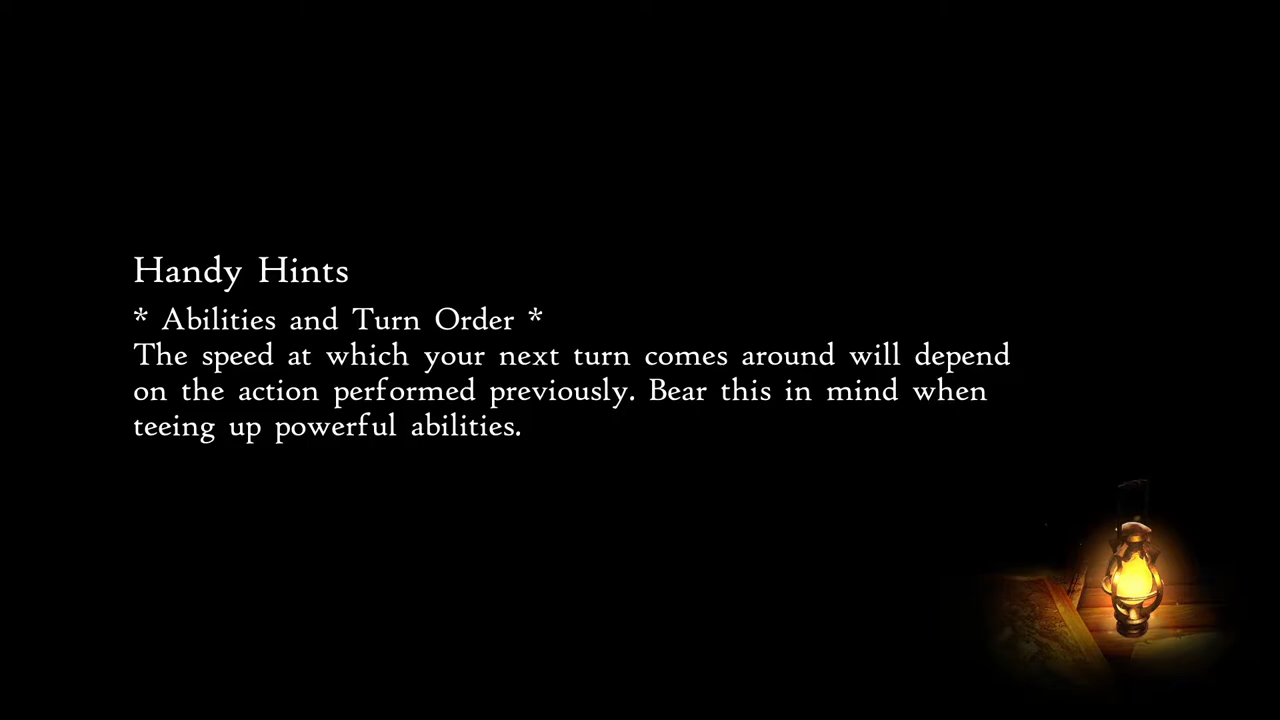 Handy Hints
* Abilities and Turn Order *
The speed at which your next turn comes around will depend
on the action performed previously. Bear this in mind when
teeing up powerful abilities.